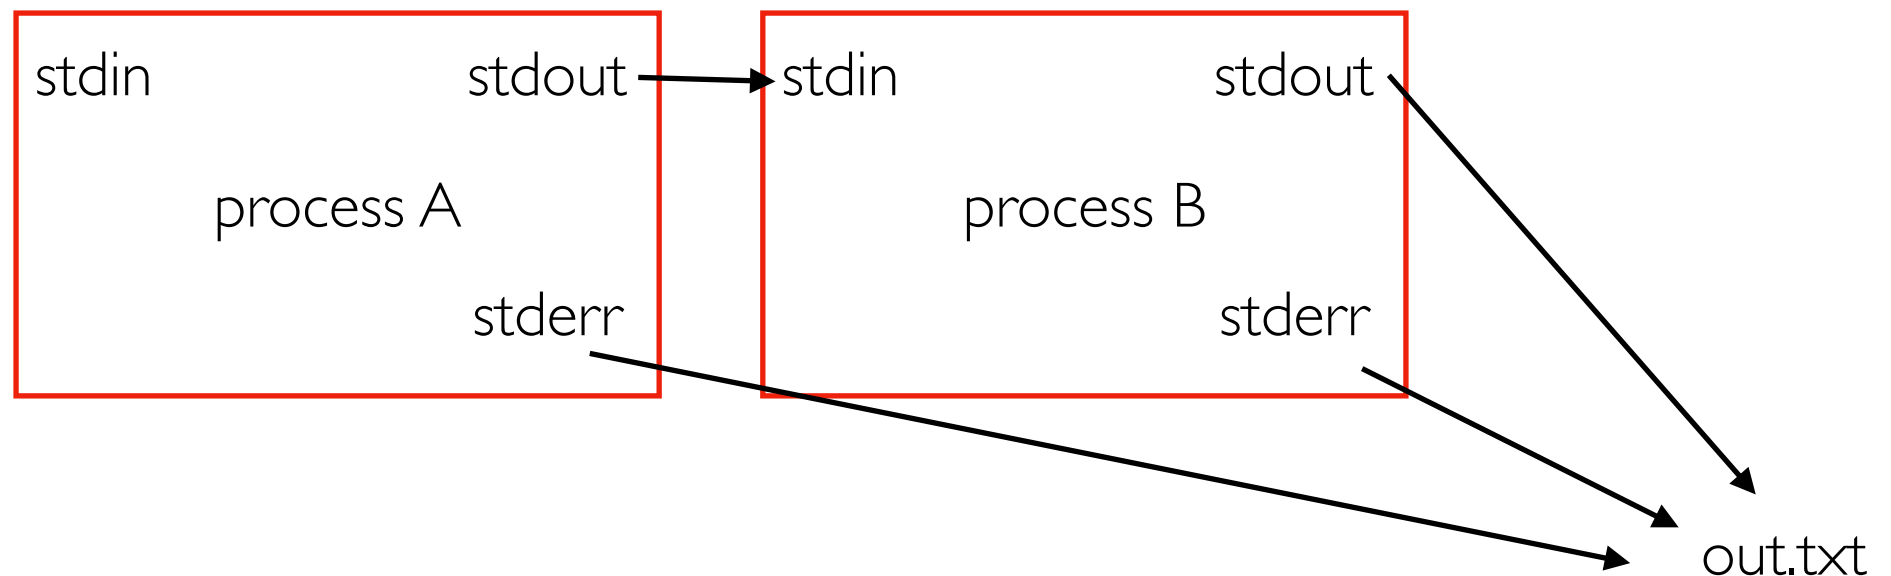 stdin stdout stdin stdout
process A process B
stderr stderr
out.txt